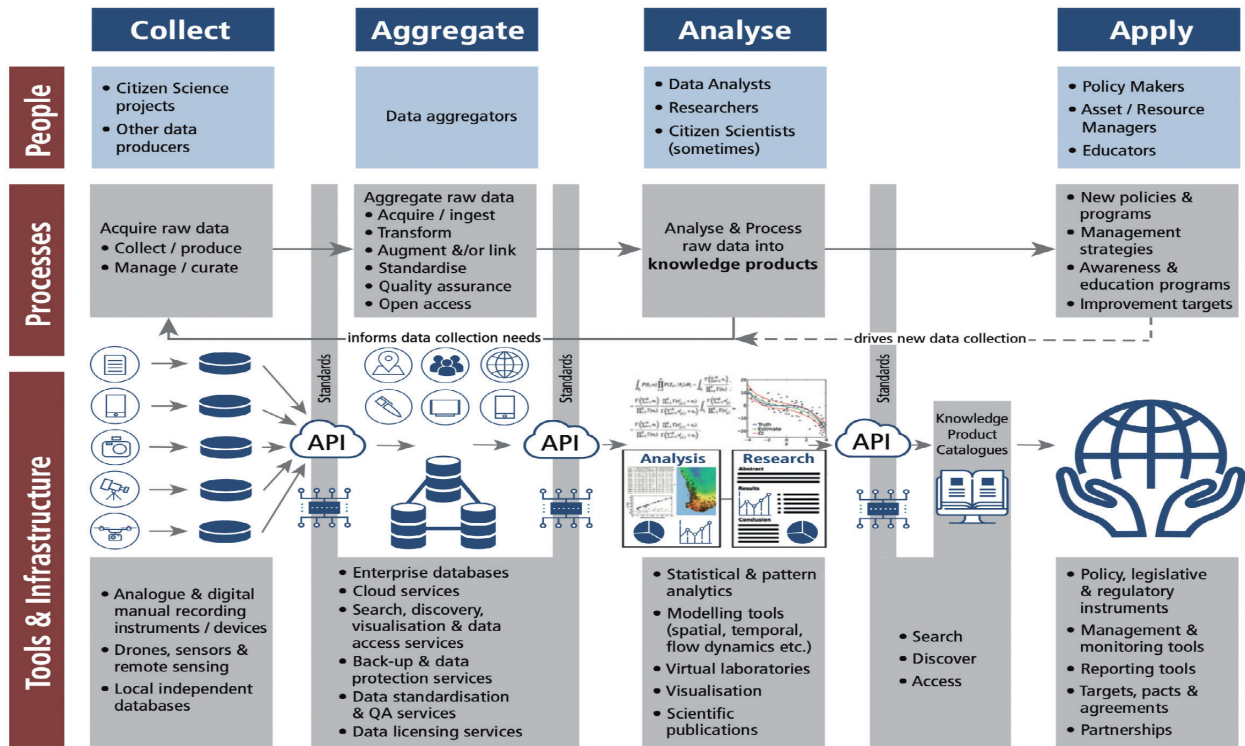 Collect
Aggregate
Analyse
Apply
People
• Citizen Science
projects
• Other data
producers
Data aggregators
• Data Analysts
• Researchers
• Citizen Scientists
(sometimes)
• Policy Makers
• Asset / Resource
Managers
• Educators
Processes
Acquire raw data
• Collect / produce
• Manage / curate
Aggregate raw data
• Acquire / ingest
• Transform
• Augment &/or link
• Standardise
• Quality assurance
• Open access
Analyse & Process
raw data into
knowledge products
• New policies &
programs
• Management
strategies
• Awareness &
education programs
• Improvement targets
informs data collection needs
drives new data collection
Tools & Infrastructure
Standards
Standards
Standards
API
API
API
Truth
Estimate
CI
Analysis
Research
Abstract
Results
Conclusion
Knowledge
Product
Catalogues
• Analogue & digital
manual recording
instruments / devices
• Drones, sensors &
remote sensing
• Local independent
databases
• Enterprise databases
• Cloud services
• Search, discovery,
visualisation & data
access services
• Back-up & data
protection services
• Data standardisation
& QA services
• Data licensing services
• Statistical & pattern
analytics
• Modelling tools
(spatial, temporal,
flow dynamics etc.)
• Virtual laboratories
• Visualisation
• Scientific
publications
• Search
• Discover
• Access
• Policy, legislative
& regulatory
instruments
• Management &
monitoring tools
• Reporting tools
• Targets, pacts &
agreements
• Partnerships